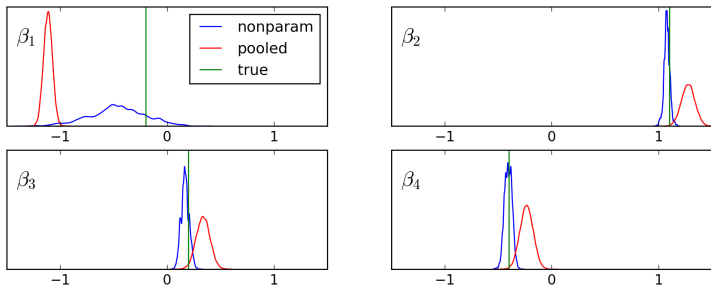 β1
nonparam
pooled
true
−1 0 1
β2
−1 0 1
β3
−1 0 1
β4
−1 0 1